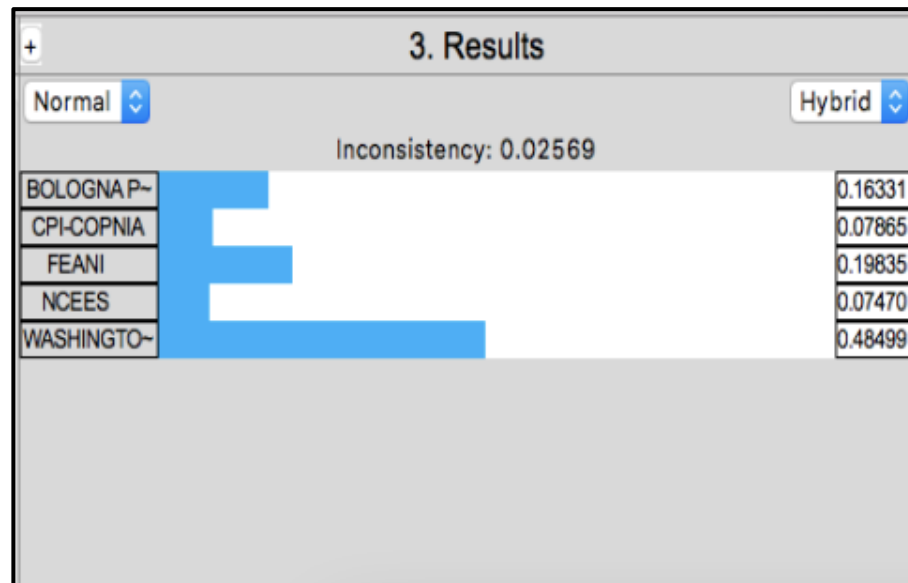 + 3. Results
Normal Hybrid
Inconsistency: 0.02569
BOLOGNA P~ 0.16331
CPI-COPNIA 0.07865
FEANI 0.19835
NCEES 0.07470
WASHINGTO~ 0.48499